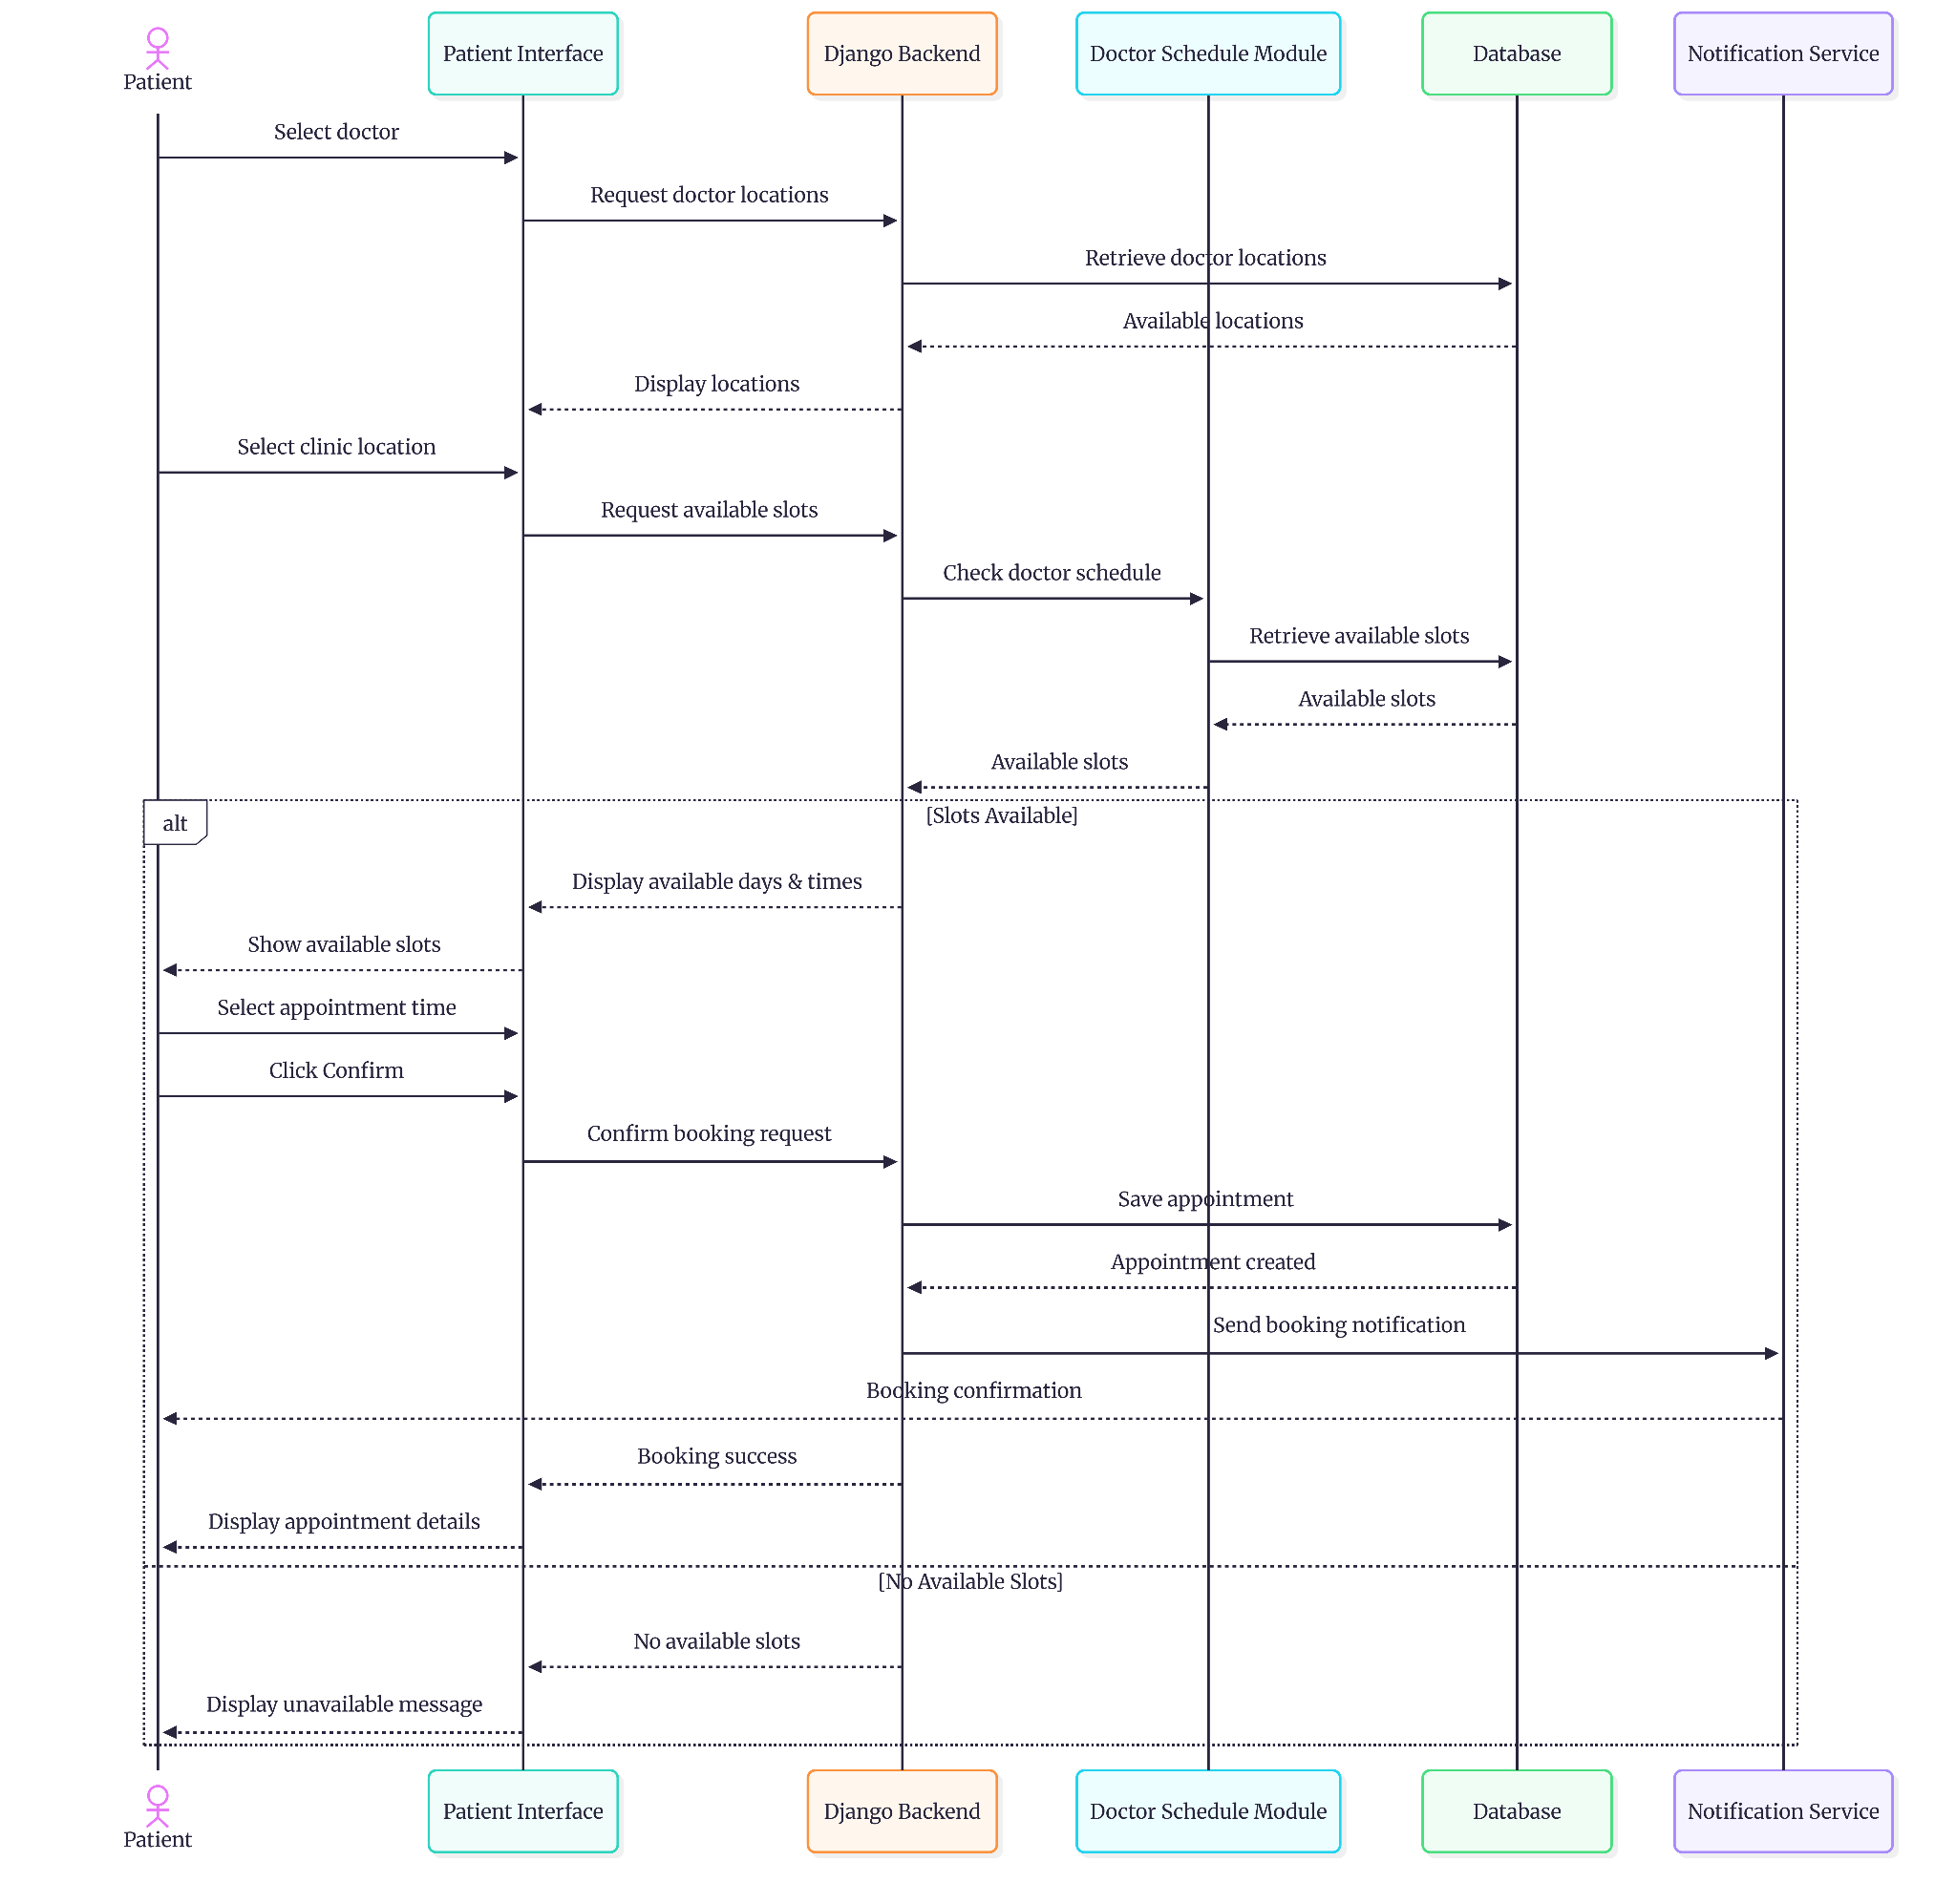 Patient
Patient Interface
Django Backend
Doctor Schedule Module
Database
Notification Service
Select doctor
Request doctor locations
Retrieve doctor locations
Available locations
Display locations
Select clinic location
Request available slots
Check doctor schedule
Retrieve available slots
Available slots
Available slots
alt
[Slots Available]
Display available days & times
Show available slots
Select appointment time
Click Confirm
Confirm booking request
Save appointment
Appointment created
Send booking notification
Booking confirmation
Booking success
Display appointment details
[No Available Slots]
No available slots
Display unavailable message
Patient
Patient Interface
Django Backend
Doctor Schedule Module
Database
Notification Service